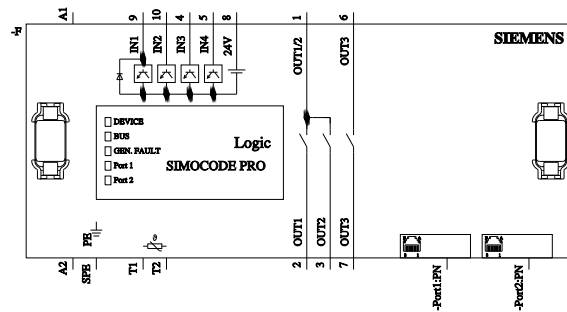 A1
9
10
4
5
8
1
6
IN1
IN2
IN3
IN4
24V
OUT1/2
OUT3
SIEMENS
DEVICE
BUS
GEN. FAULT
Port 1
Port 2
Logic
SIMOCODE PRO
PE
ϑ
OUT1
OUT2
OUT3
A2
SPE
T1
T2
2
3
7
-Port1:PN
-Port2:PN